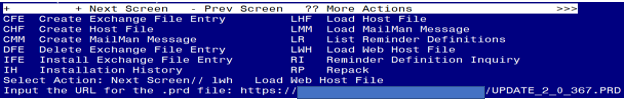 + + Next Screen - Prev Screen ?? More Actions >>>
CFE Create Exchange File Entry LHF Load Host File
CHF Create Host File LMM Load MailMan Message
CMM Create MailMan Message LR List Reminder Definitions
DFE Delete Exchange File Entry LWH Load Web Host File
IFE Install Exchange File Entry RI Reminder Definition Inquiry
IH Installation History RP Repack
Select Action: Next Screen// lwh Load Web Host File
Input the URL for the .prd file: https:// /UPDATE_2_0_367.PRD